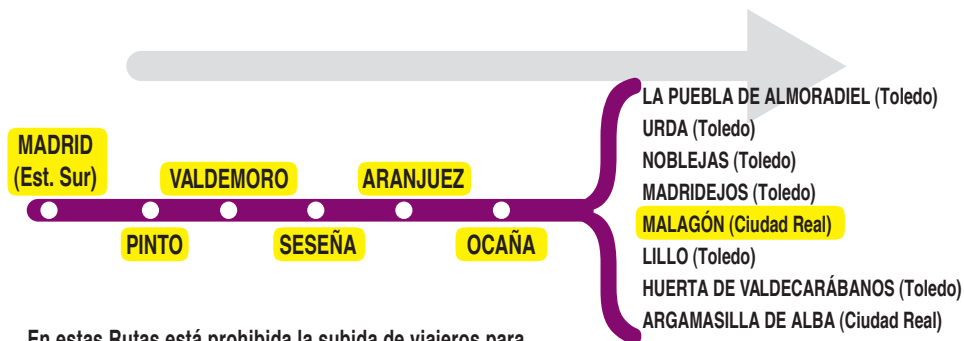 MADRID
(Est. Sur)
VALDEMORO
ARANJUEZ
PINTO
SESEÑA
OCAÑA
LA PUEBLA DE ALMORADIEL (Toledo)
URDA (Toledo)
NOBLEJAS (Toledo)
MADRIDEJOS (Toledo)
MALAGÓN (Ciudad Real)
LILLO (Toledo)
HUERTA DE VALDECARÁBANOS (Toledo)
ARGAMASILLA DE ALBA (Ciudad Real)
En estas Rutas está prohibida la subida de viajeros para